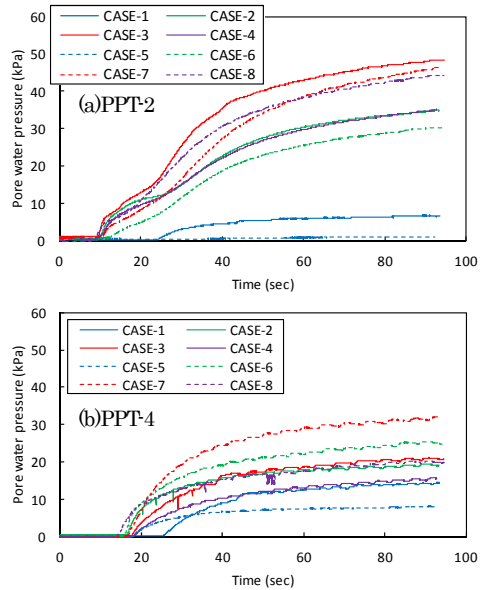 60
50
40
30
20
10
0
Pore water pressure (kPa)
CASE-1 CASE-2
CASE-3 CASE-4
CASE-5 CASE-6
CASE-7 CASE-8
(a)PPT-2
0 20 40 60 80 100
Time (sec)
60
50
40
30
20
10
0
Pore water pressure (kPa)
CASE-1 CASE-2
CASE-3 CASE-4
CASE-5 CASE-6
CASE-7 CASE-8
(b)PPT-4
0 20 40 60 80 100
Time (sec)